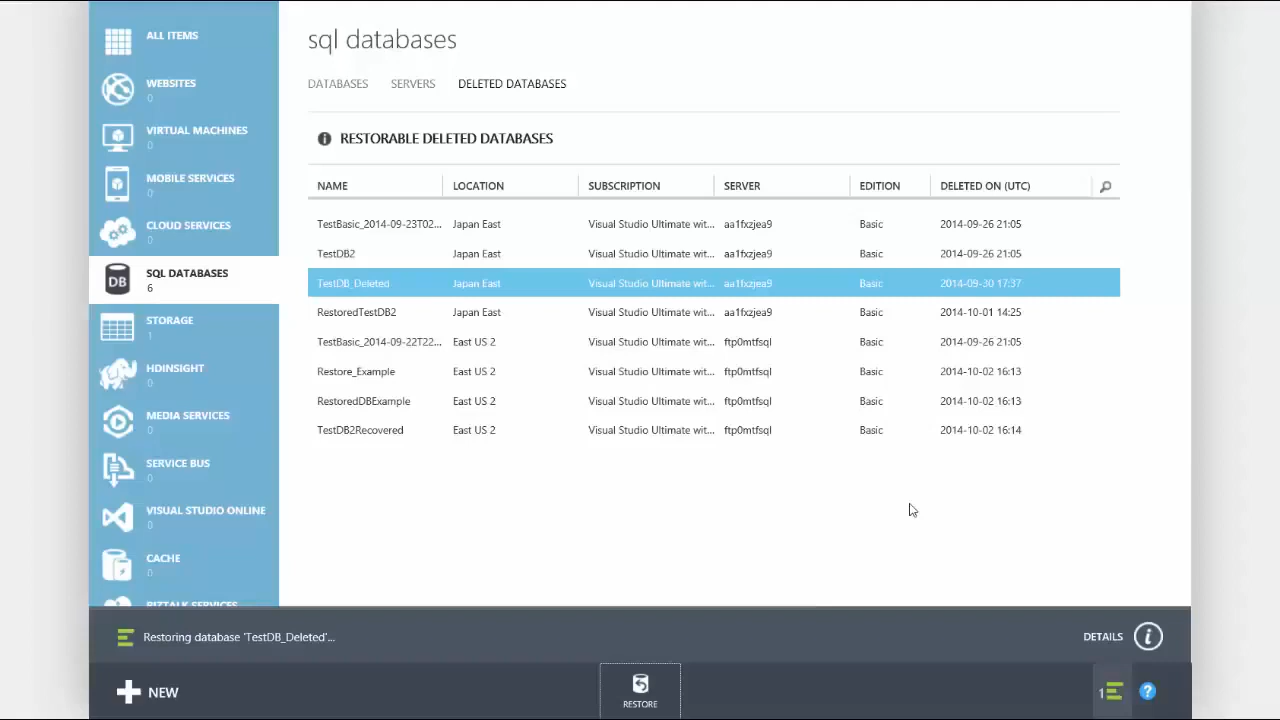 ALL ITEMS
WEBSITES
0
VIRTUAL MACHINES
0
MOBILE SERVICES
0
CLOUD SERVICES
0
DB
SQL DATABASES
6
STORAGE
1
HDINSIGHT
0
MEDIA SERVICES
0
SERVICE BUS
0
VISUAL STUDIO ONLINE
0
CACHE
0
BIZTALK SERVICES
sql databases
DATABASES SERVERS DELETED DATABASES
RESTORABLE DELETED DATABASES
NAME LOCATION SUBSCRIPTION SERVER EDITION DELETED ON (UTC)
TestBasic_2014-09-23T02... Japan East Visual Studio Ultimate wit... aa1fxzjea9 Basic 2014-09-26 21:05
TestDB2 Japan East Visual Studio Ultimate wit... aa1fxzjea9 Basic 2014-09-26 21:05
TestDB_Deleted Japan East Visual Studio Ultimate wit... aa1fxzjea9 Basic 2014-09-30 17:37
RestoredTestDB2 Japan East Visual Studio Ultimate wit... aa1fxzjea9 Basic 2014-10-01 14:25
TestBasic_2014-09-22T22... East US 2 Visual Studio Ultimate wit... ftp0mtfsql Basic 2014-09-26 21:05
Restore_Example East US 2 Visual Studio Ultimate wit... ftp0mtfsql Basic 2014-10-02 16:13
RestoredDBExample East US 2 Visual Studio Ultimate wit... ftp0mtfsql Basic 2014-10-02 16:13
TestDB2Recovered East US 2 Visual Studio Ultimate wit... ftp0mtfsql Basic 2014-10-02 16:14
Restoring database 'TestDB_Deleted'...
DETAILS
NEW
RESTORE
1
?